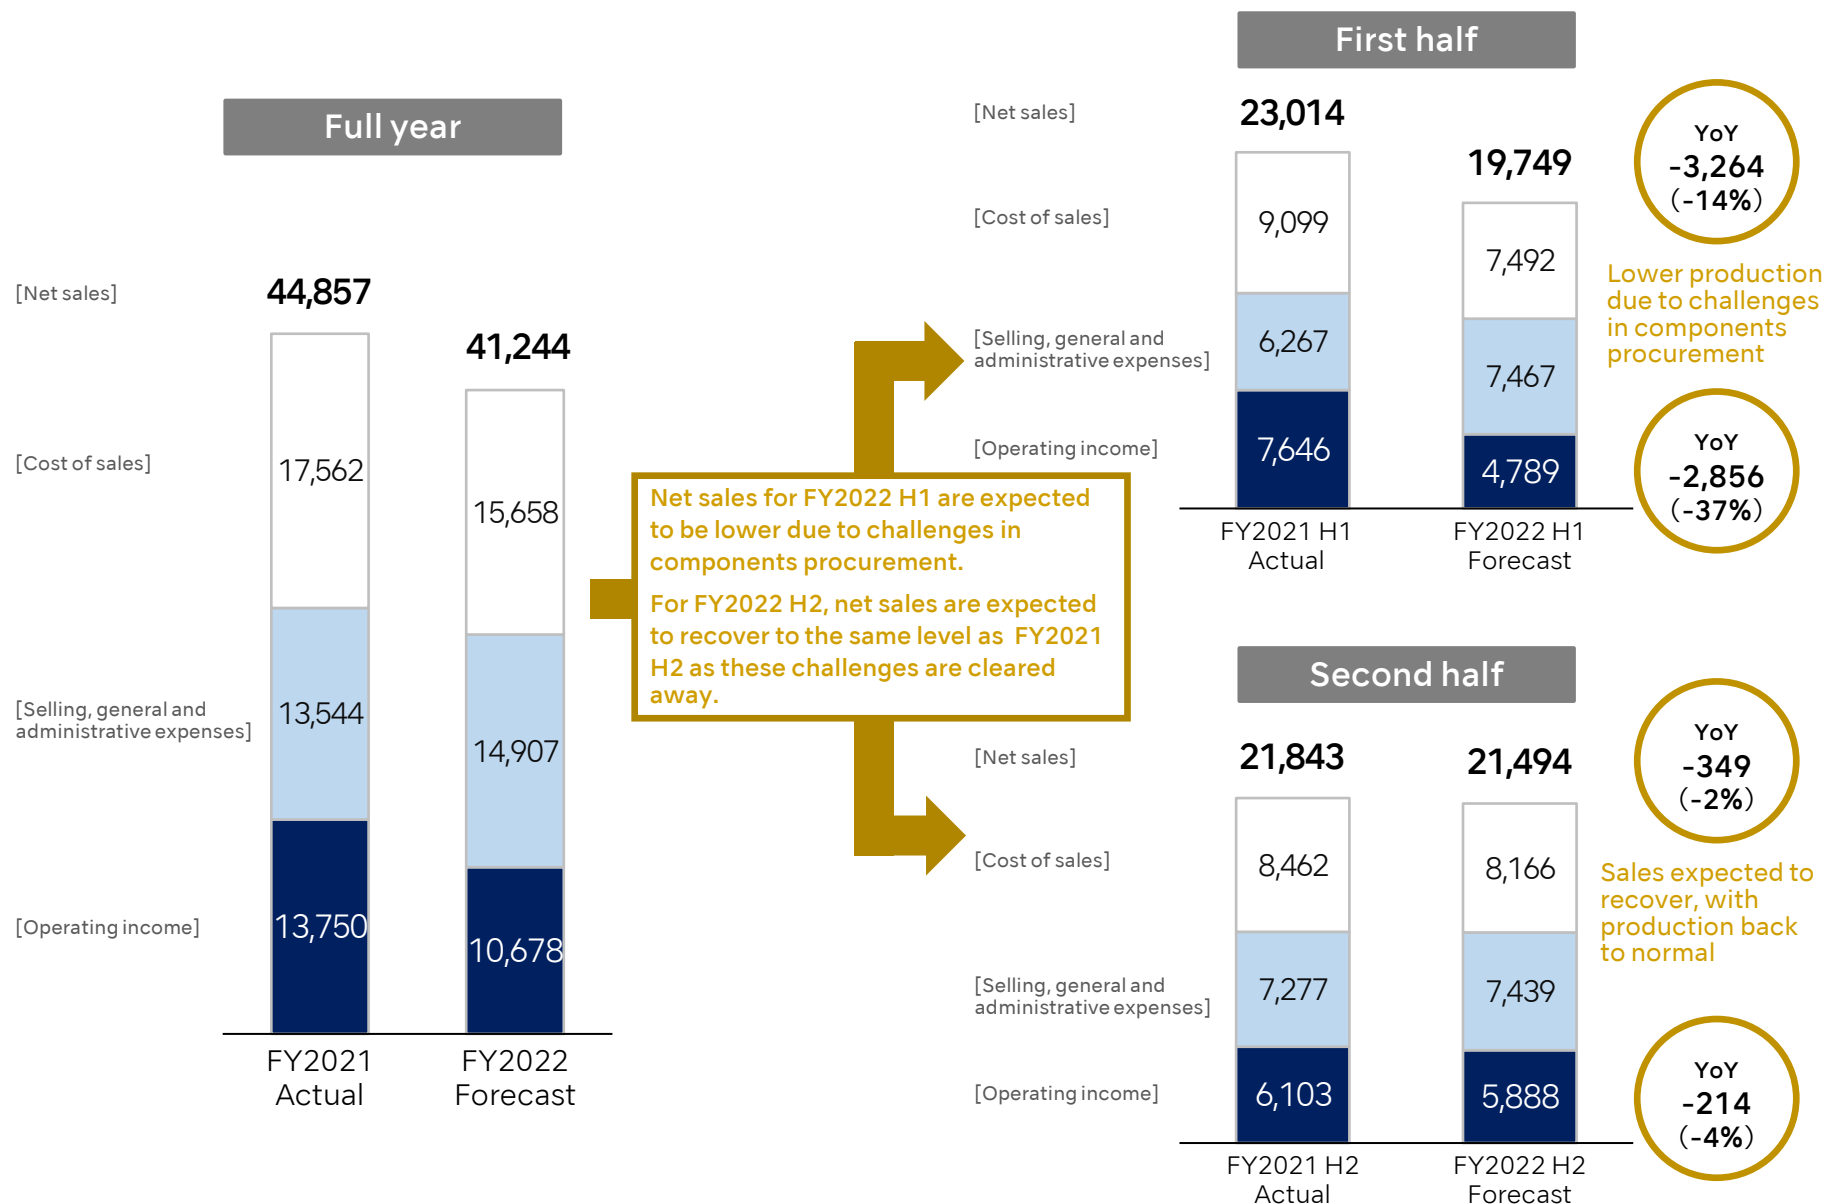 Full year
[Net sales]
44,857
41,244
[Cost of sales]
17,562
15,658
[Selling, general and
administrative expenses]
13,544
14,907
[Operating income]
13,750
10,678
FY2021
Actual
FY2022
Forecast
Net sales for FY2022 H1 are expected
to be lower due to challenges in
components procurement.
For FY2022 H2, net sales are expected
to recover to the same level as FY2021
H2 as these challenges are cleared
away.
First half
[Net sales]
23,014
19,749
[Cost of sales]
9,099
7,492
[Selling, general and
administrative expenses]
6,267
7,467
[Operating income]
7,646
4,789
FY2021 H1
Actual
FY2022 H1
Forecast
YoY
-3,264
(-14%)
Lower production
due to challenges
in components
procurement
YoY
-2,856
(-37%)
Second half
[Net sales]
21,843
21,494
[Cost of sales]
8,462
8,166
[Selling, general and
administrative expenses]
7,277
7,439
[Operating income]
6,103
5,888
FY2021 H2
Actual
FY2022 H2
Forecast
YoY
-349
(-2%)
Sales expected to
recover, with
production back
to normal
YoY
-214
(-4%)